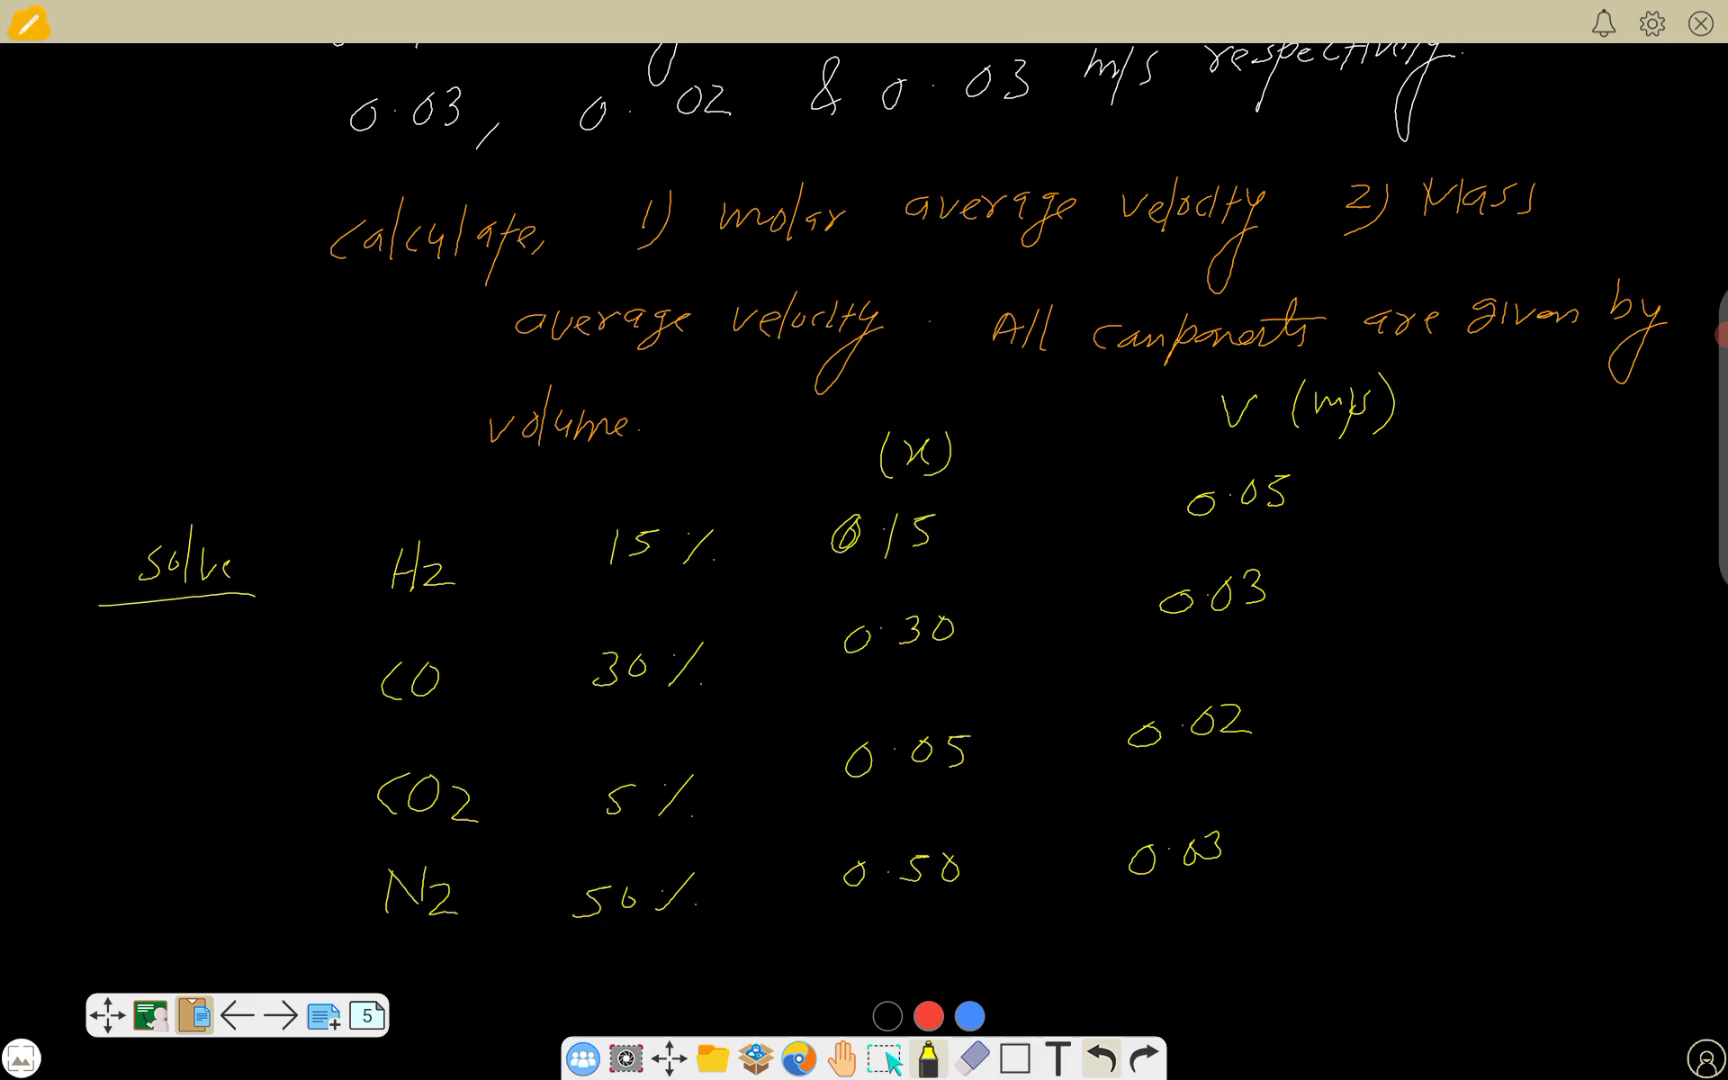 0.03, 0.02 & 0.03 m/s respectively.
calculate, 1) molar average velocity 2) Mass
average velocity. All componants are given by
volume.
(x) V (m/s)
Solve H2 15 % 0.15 0.05
CO 30 % 0.30 0.03
CO2 5 % 0.05 0.02
N2 50 % 0.50 0.03
5
T